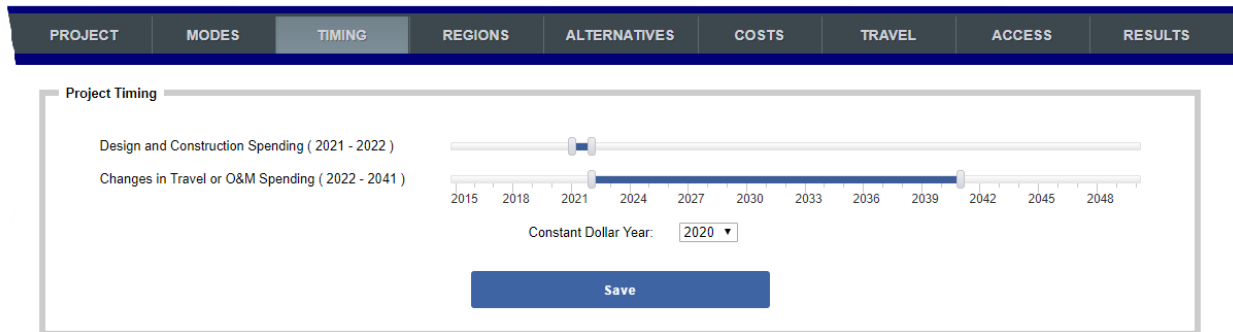 PROJECT MODES TIMING REGIONS ALTERNATIVES COSTS TRAVEL ACCESS RESULTS
Project Timing
Design and Construction Spending ( 2021 - 2022 )
Changes in Travel or O&M Spending ( 2022 - 2041 )
2015 2018 2021 2024 2027 2030 2033 2036 2039 2042 2045 2048
Constant Dollar Year: 2020
Save